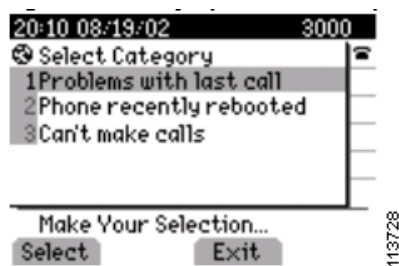 20:10 08/19/02 3000
Select Category
1 Problems with last call
2 Phone recently rebooted
3 Can't make calls
Make Your Selection...
Select Exit
113728